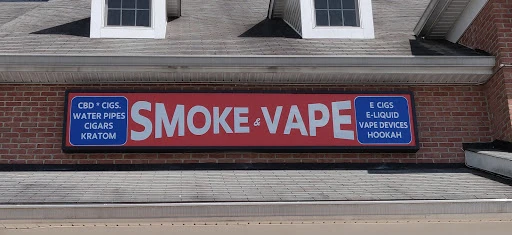 CBD * CIGS.
WATER PIPES
CIGARS
KRATOM
SMOKE & VAPE
E CIGS
E-LIQUID
VAPE DEVICES
HOOKAH